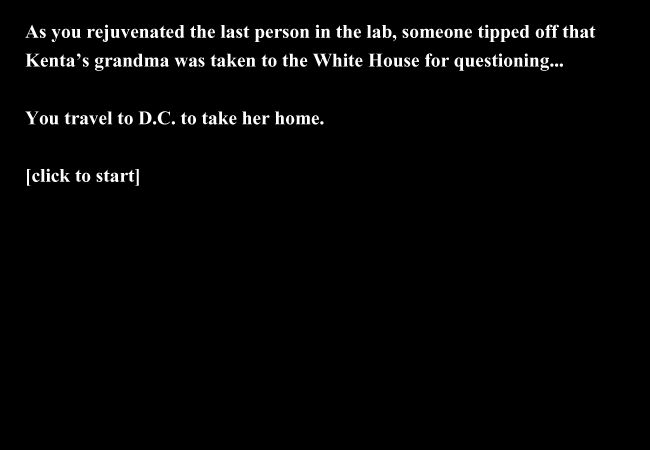 As you rejuvenated the last person in the lab, someone tipped off that
Kenta’s grandma was taken to the White House for questioning...
You travel to D.C. to take her home.
[click to start]